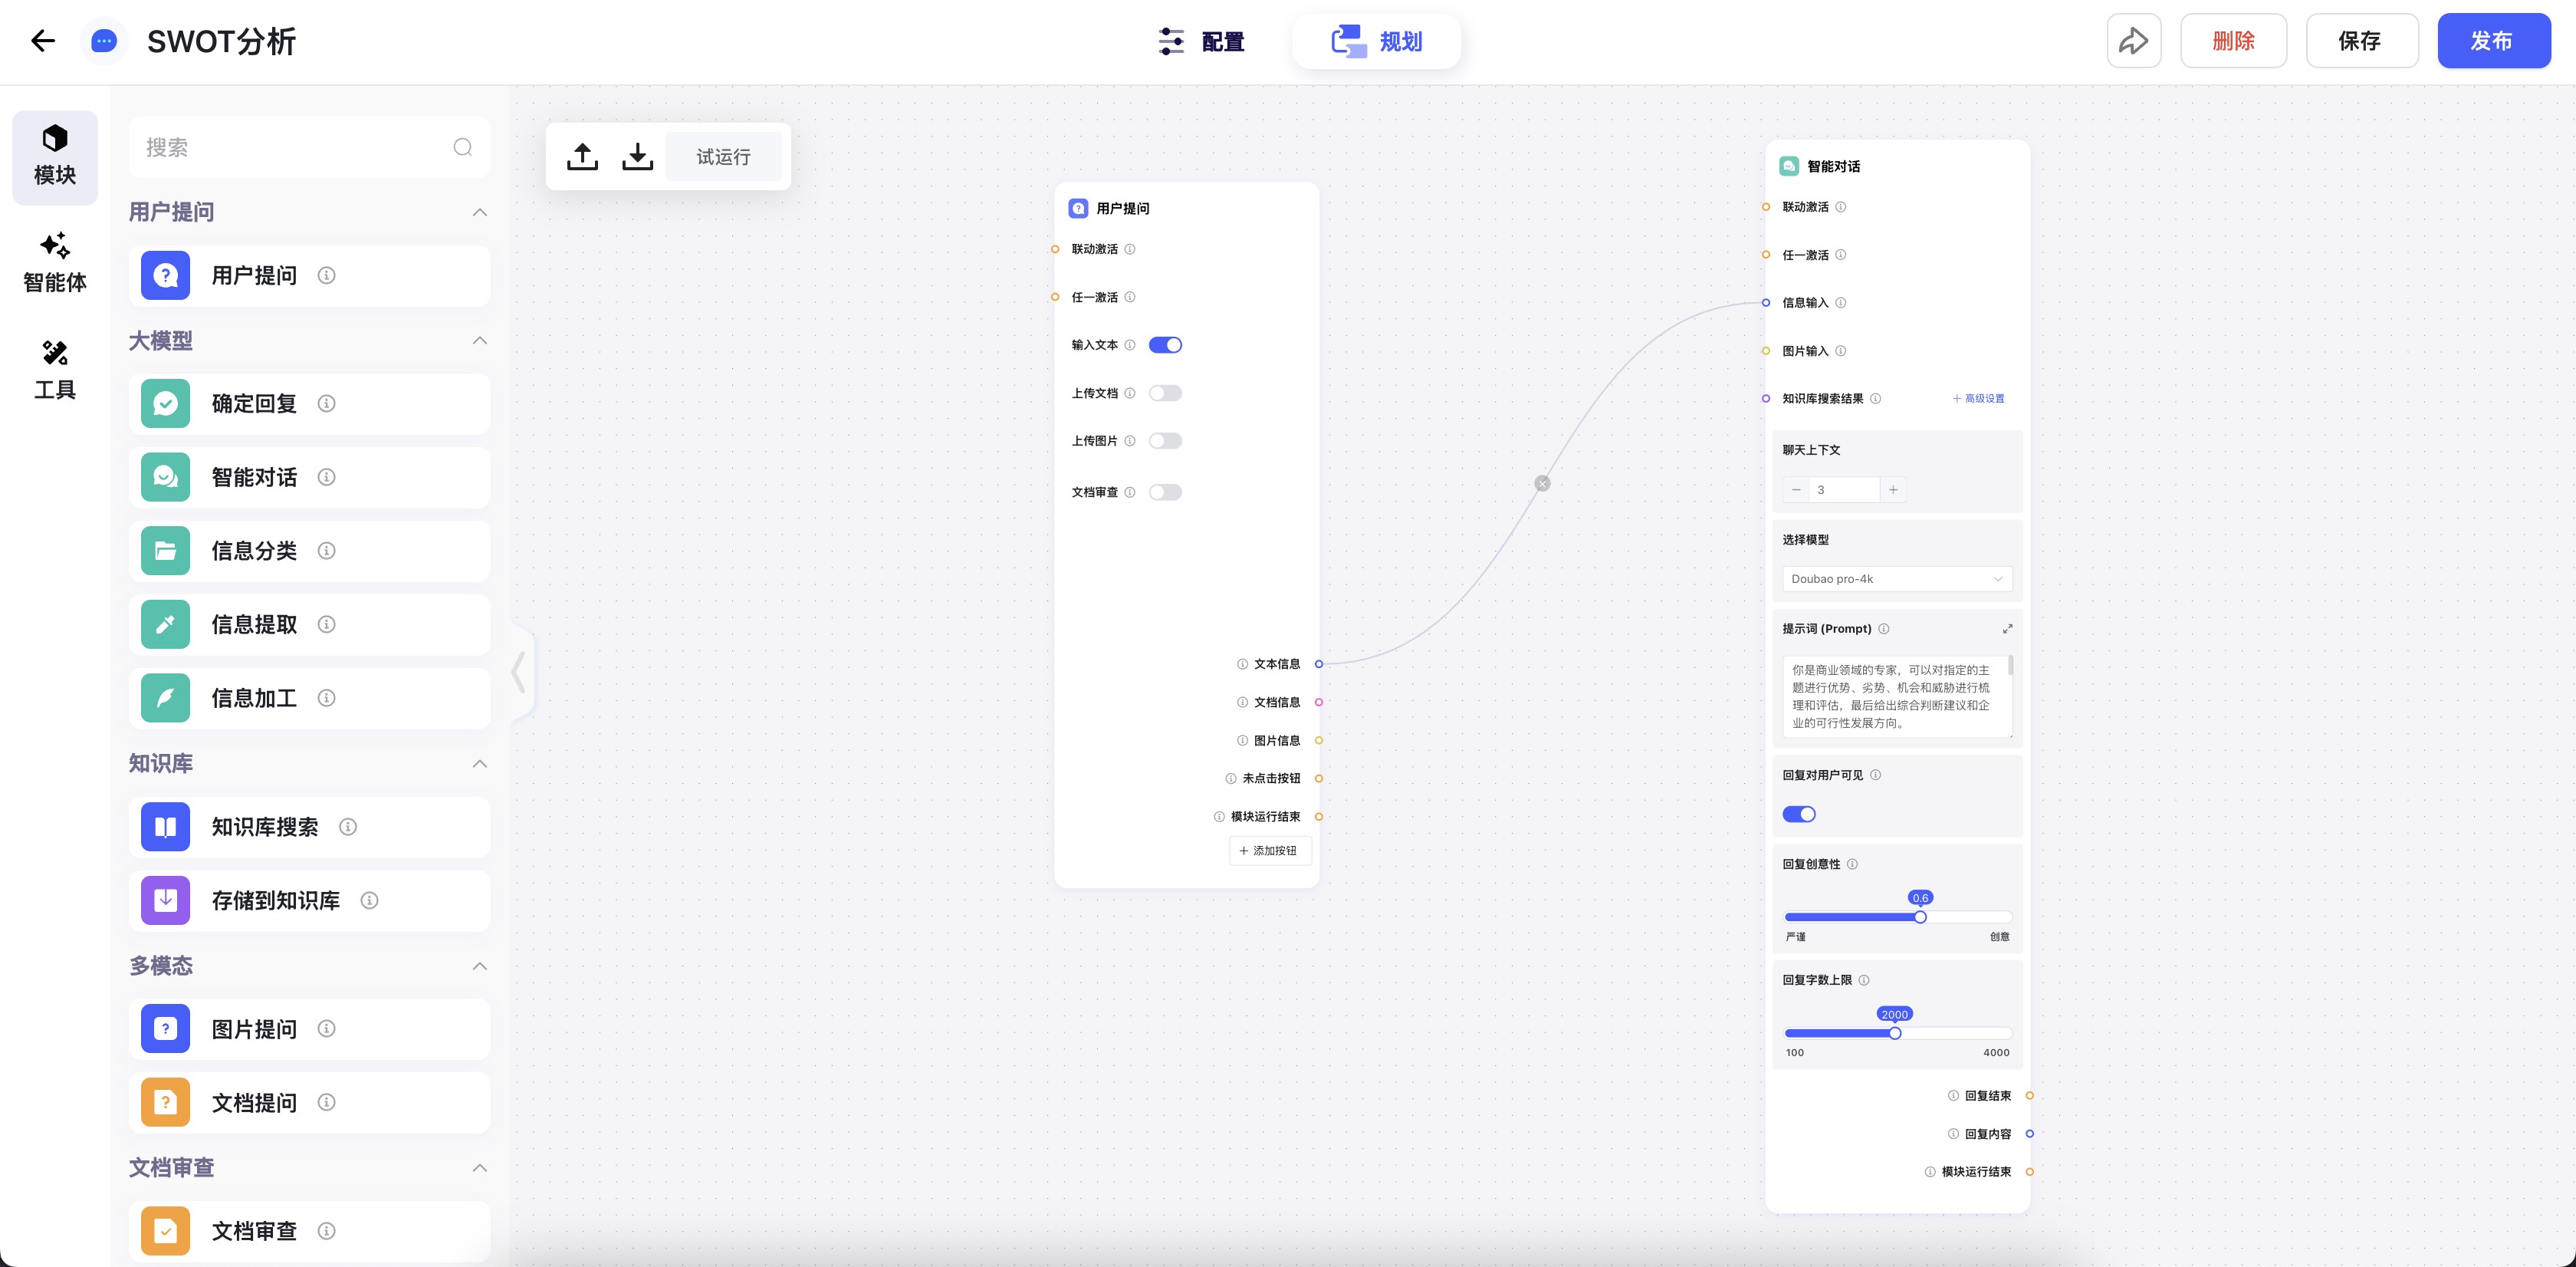 SWOT分析
配置
规划
删除
保存
发布
模块
智能体
工具
搜索
用户提问
用户提问
大模型
确定回复
智能对话
信息分类
信息提取
信息加工
知识库
知识库搜索
存储到知识库
多模态
图片提问
文档提问
文档审查
文档审查
试运行
用户提问
联动激活
任一激活
输入文本
上传文档
上传图片
文档审查
文本信息
文档信息
图片信息
未点击按钮
模块运行结束
+ 添加按钮
智能对话
联动激活
任一激活
信息输入
图片输入
知识库搜索结果
+ 高级设置
聊天上下文
− 3 +
选择模型
Doubao pro-4k
提示词 (Prompt)
你是商业领域的专家，可以对指定的主
题进行优势、劣势、机会和威胁进行梳
理和评估，最后给出综合判断建议和企
业的可行性发展方向。
回复对用户可见
回复创意性
0.6
严谨 创意
回复字数上限
2000
100 4000
回复结束
回复内容
模块运行结束